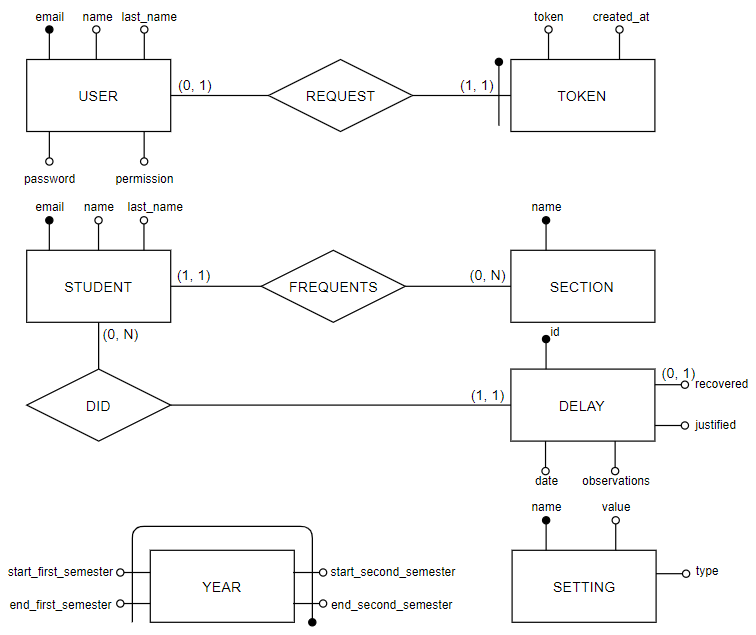 email name last_name
token created_at
USER (0, 1) REQUEST (1, 1) TOKEN
password permission
email name last_name
name
STUDENT (1, 1) FREQUENTS (0, N) SECTION
(0, N)
id
DID (1, 1) DELAY
(0, 1)
recovered
justified
date observations
name value
start_first_semester YEAR start_second_semester
end_first_semester end_second_semester
SETTING type